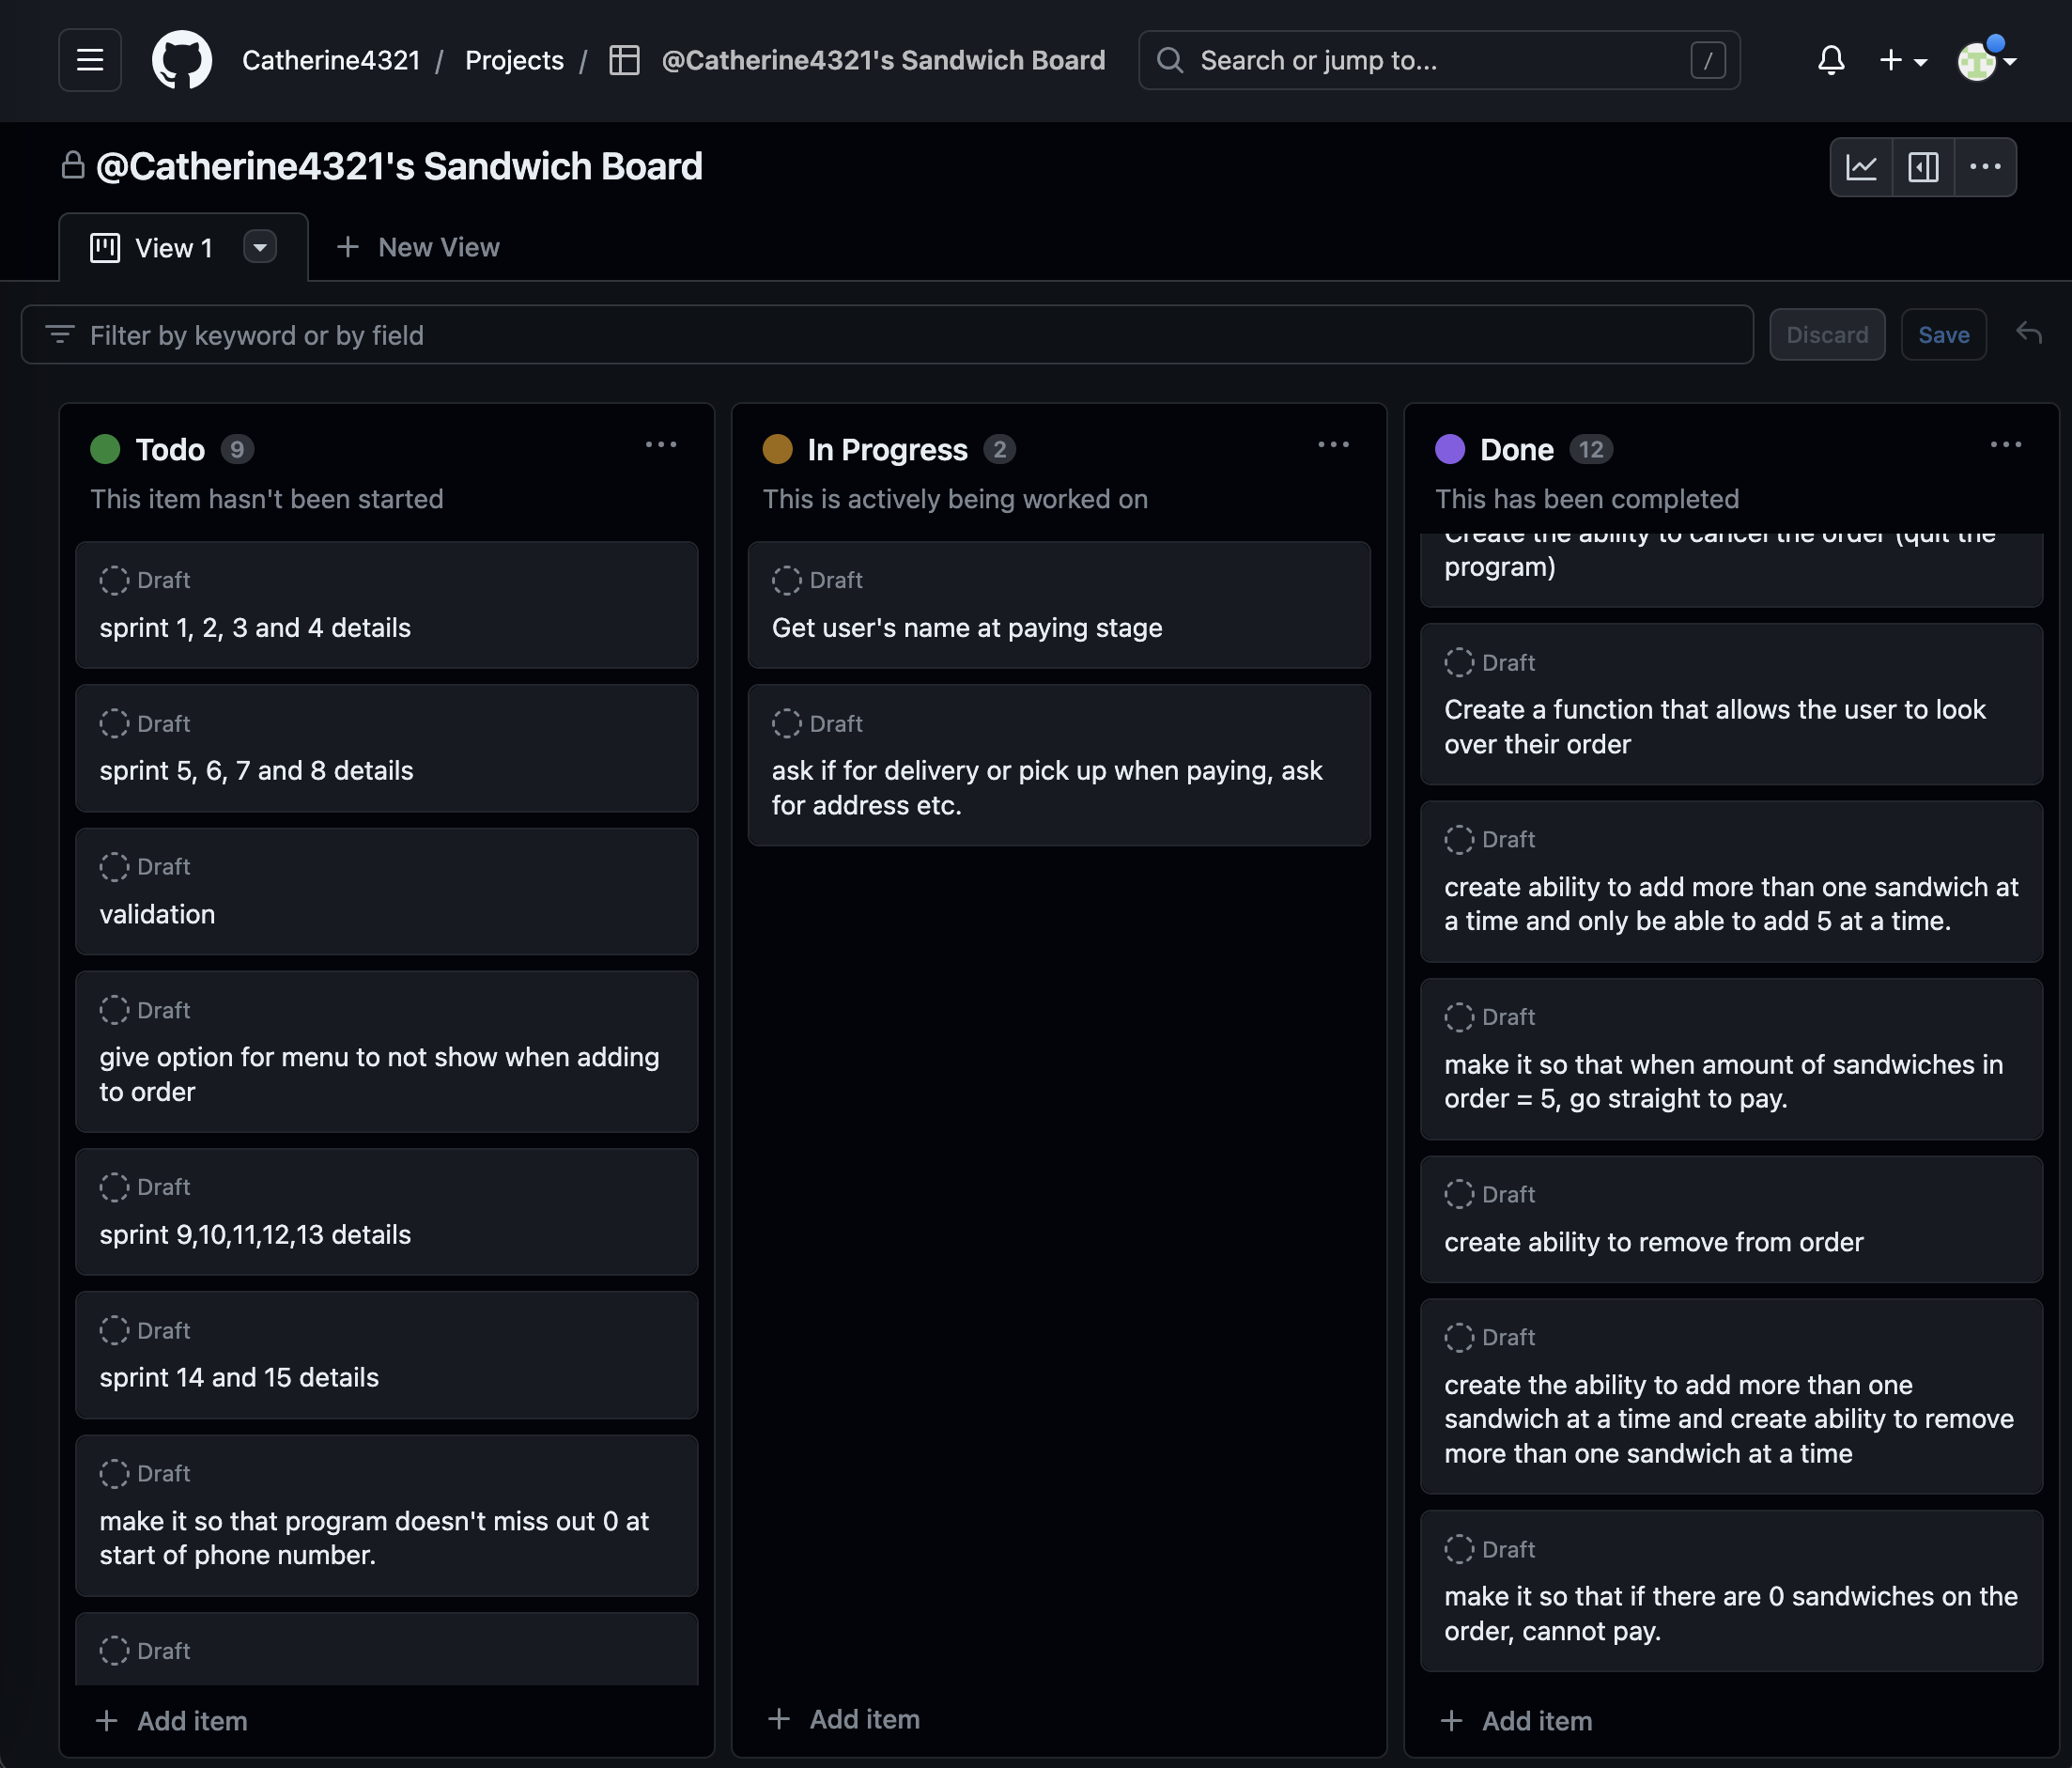 Catherine4321 / Projects / @Catherine4321's Sandwich Board
Search or jump to...
/
@Catherine4321's Sandwich Board
View 1
New View
Filter by keyword or by field
Discard
Save
Todo 9
This item hasn't been started
Draft
sprint 1, 2, 3 and 4 details
Draft
sprint 5, 6, 7 and 8 details
Draft
validation
Draft
give option for menu to not show when adding
to order
Draft
sprint 9,10,11,12,13 details
Draft
sprint 14 and 15 details
Draft
make it so that program doesn't miss out 0 at
start of phone number.
Draft
Add item
In Progress 2
This is actively being worked on
Draft
Get user's name at paying stage
Draft
ask if for delivery or pick up when paying, ask
for address etc.
Add item
Done 12
This has been completed
Create the ability to cancel the order (quit the
program)
Draft
Create a function that allows the user to look
over their order
Draft
create ability to add more than one sandwich at
a time and only be able to add 5 at a time.
Draft
make it so that when amount of sandwiches in
order = 5, go straight to pay.
Draft
create ability to remove from order
Draft
create the ability to add more than one
sandwich at a time and create ability to remove
more than one sandwich at a time
Draft
make it so that if there are 0 sandwiches on the
order, cannot pay.
Add item